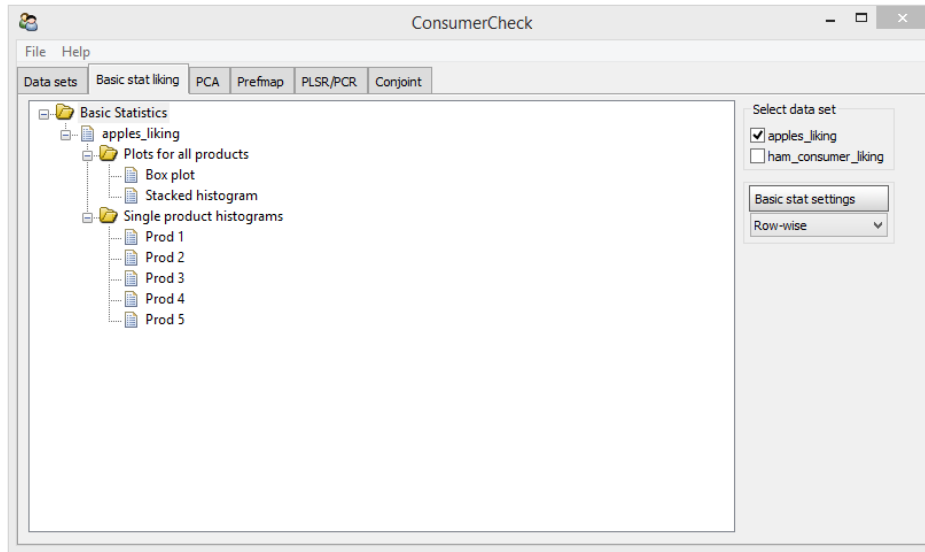 ConsumerCheck
File Help
Data sets Basic stat liking PCA Prefmap PLSR/PCR Conjoint
Basic Statistics
apples_liking
Plots for all products
Box plot
Stacked histogram
Single product histograms
Prod 1
Prod 2
Prod 3
Prod 4
Prod 5
Select data set
apples_liking
ham_consumer_liking
Basic stat settings
Row-wise